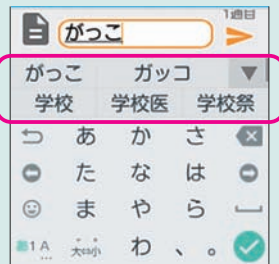 1週目
がっこ
がっこ ガッコ ▼
学校 学校医 学校祭
あ か さ
た な は
ま や ら
あ1A 大⇔小 わ 、。